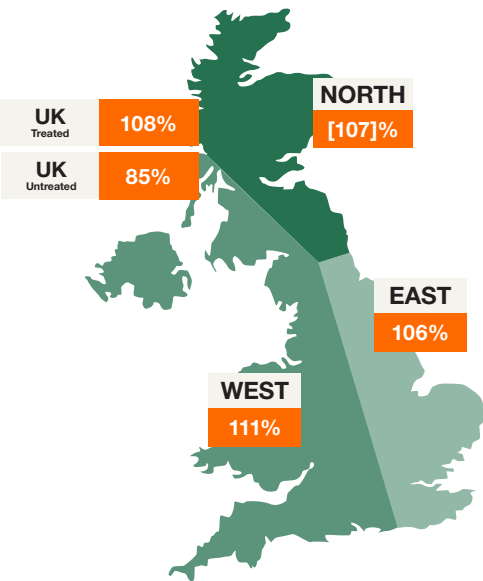 UK
Treated
108%
UK
Untreated
85%
NORTH
[107]%
EAST
106%
WEST
111%